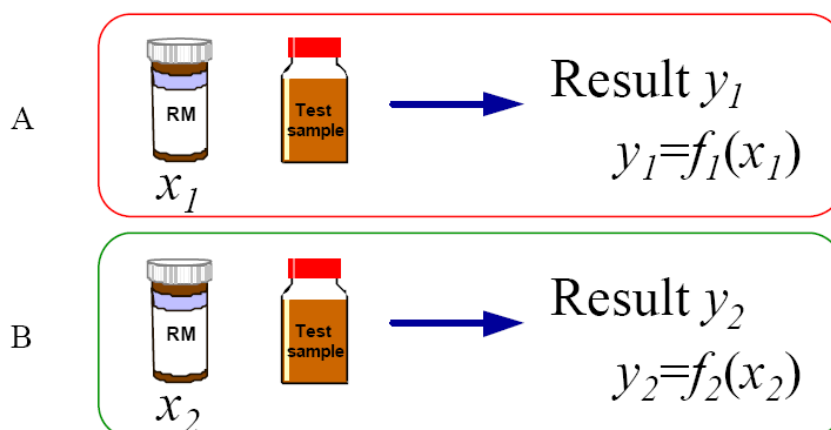 A
RM
Test
sample
x₁
Result y₁
y₁=f₁(x₁)
B
RM
Test
sample
x₂
Result y₂
y₂=f₂(x₂)